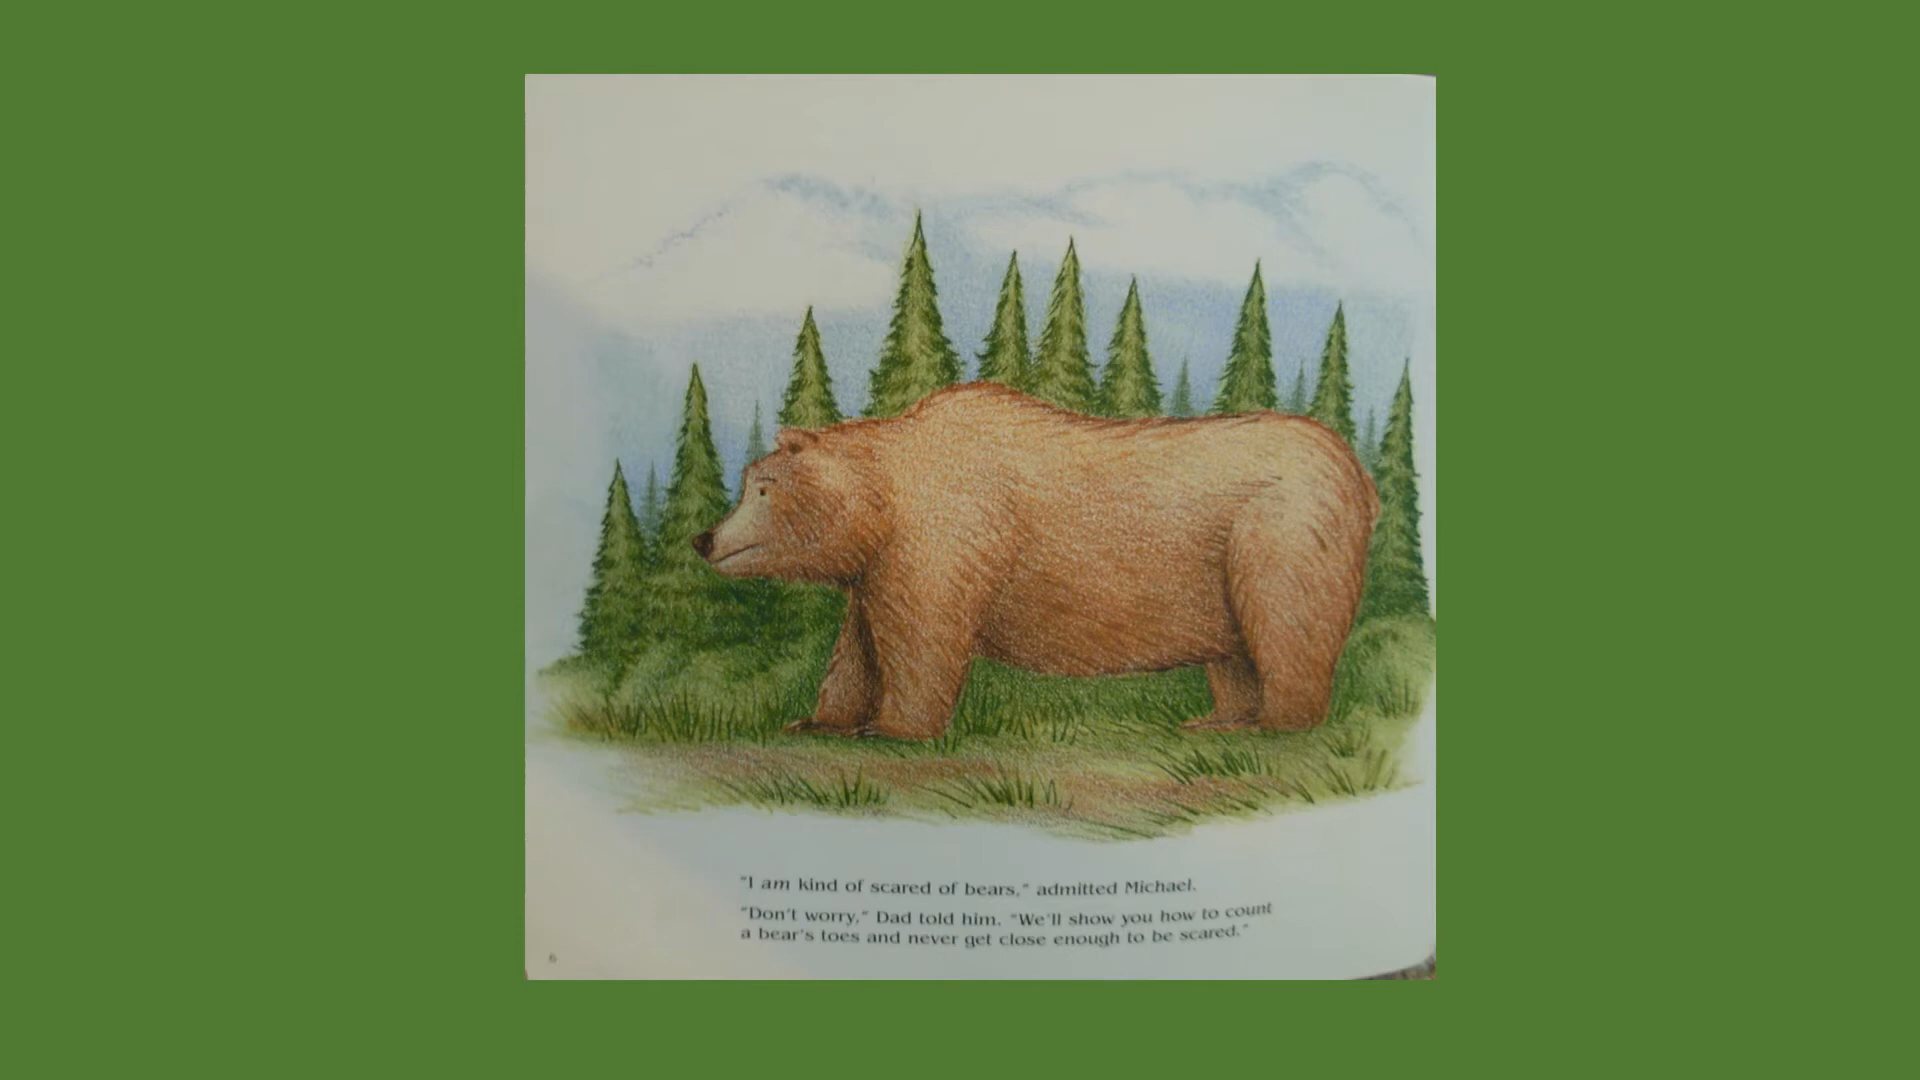 "I am kind of scared of bears," admitted Michael.
"Don't worry," Dad told him. "We'll show you how to count
a bear's toes and never get close enough to be scared."
6